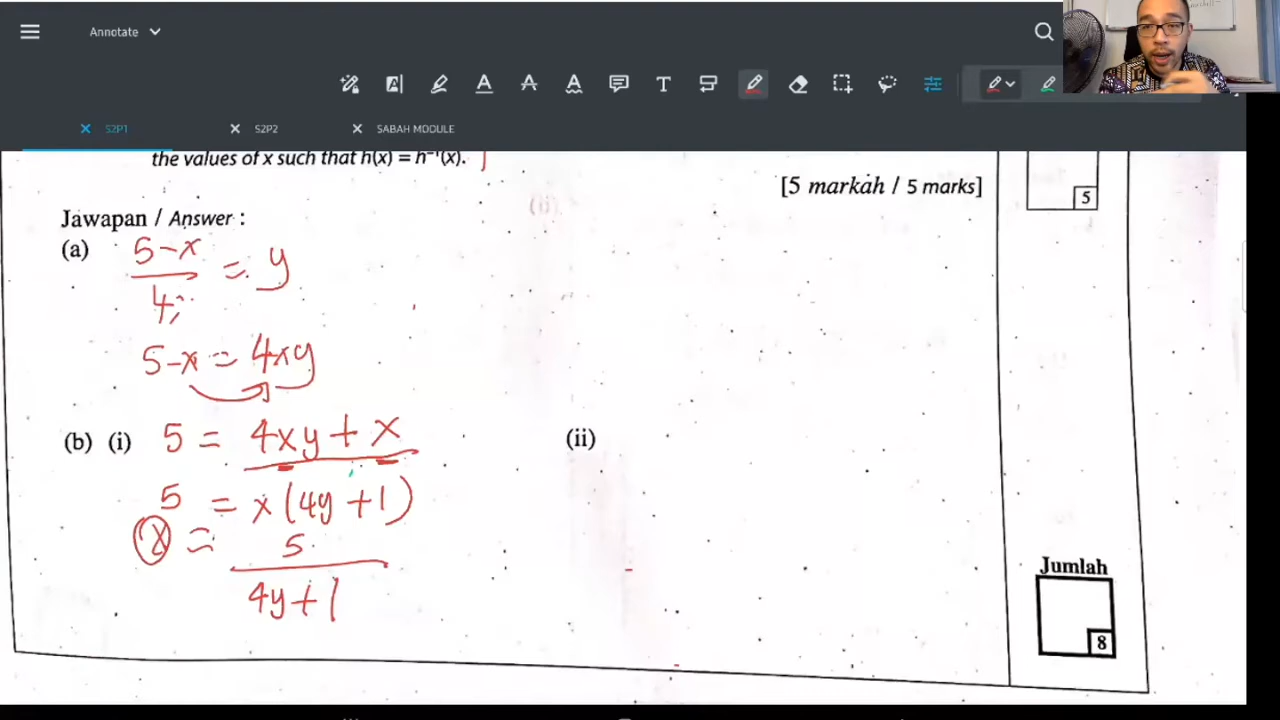 Annotate
S2P1
S2P2
SABAH MODULE
the values of x such that h(x) = h⁻¹(x).
[5 markah / 5 marks]
5
Jawapan / Answer :
(a)
5-x / 4x = y
5-x = 4xy
(b) (i) 5 = 4xy + x
(ii)
5 = x(4y+1)
x = 5 / 4y+1
Jumlah
8